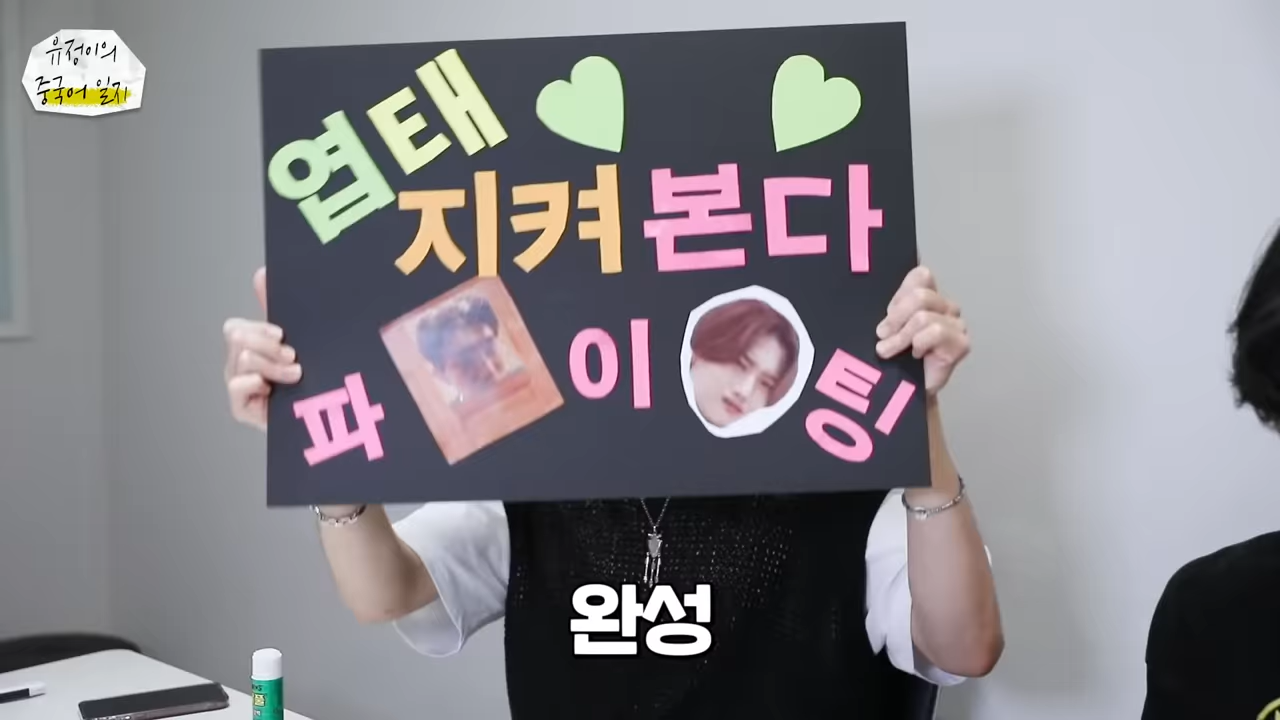 유정이의
중국어 일지
엽태
지켜본다
파이팅
완성